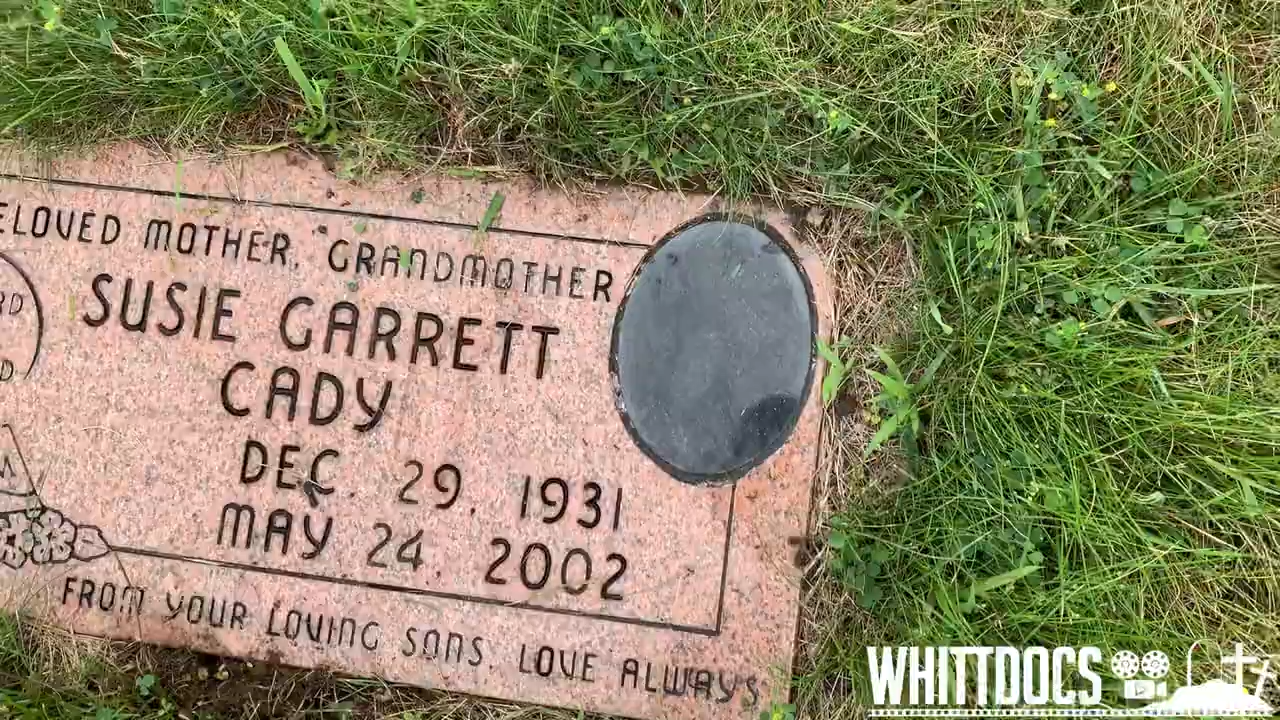 ELOVED MOTHER, GRANDMOTHER
SUSIE GARRETT
CADY
DEC. 29, 1931
MAY 24, 2002
FROM YOUR LOVING SONS, LOVE ALWAYS
WHITTDOCS